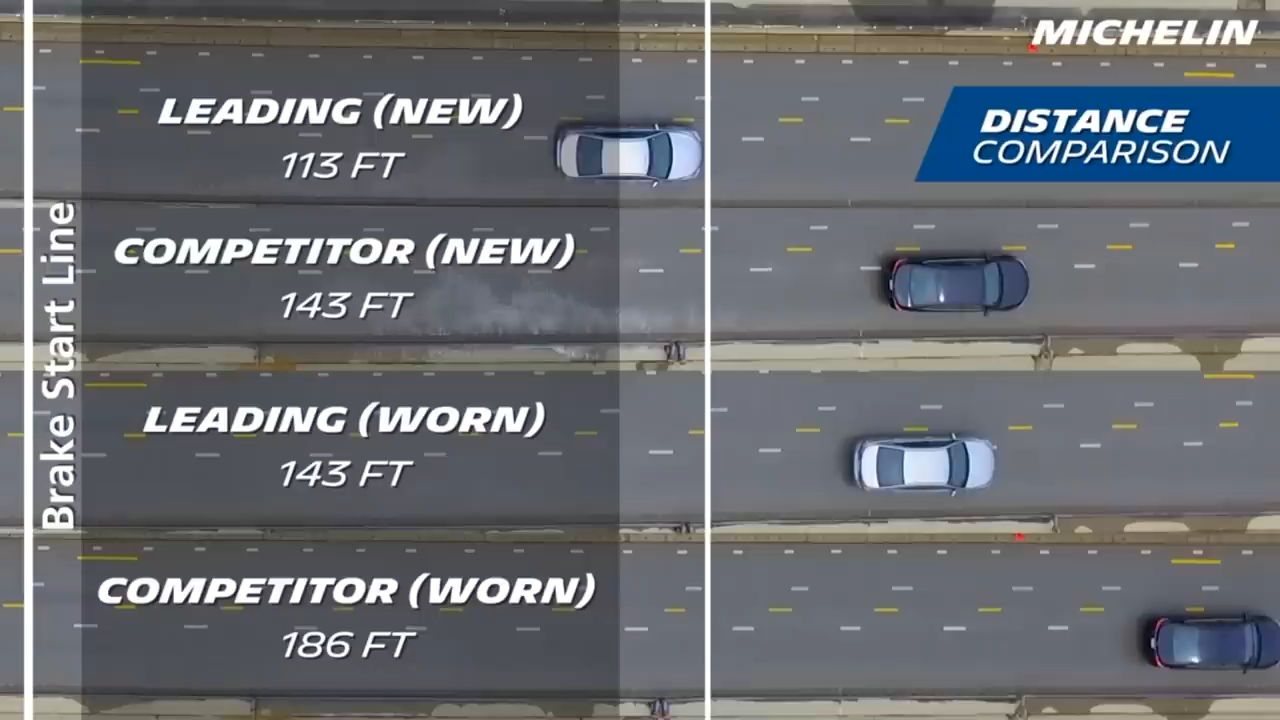 MICHELIN
DISTANCE
COMPARISON
Brake Start Line
LEADING (NEW)
113 FT
COMPETITOR (NEW)
143 FT
LEADING (WORN)
143 FT
COMPETITOR (WORN)
186 FT